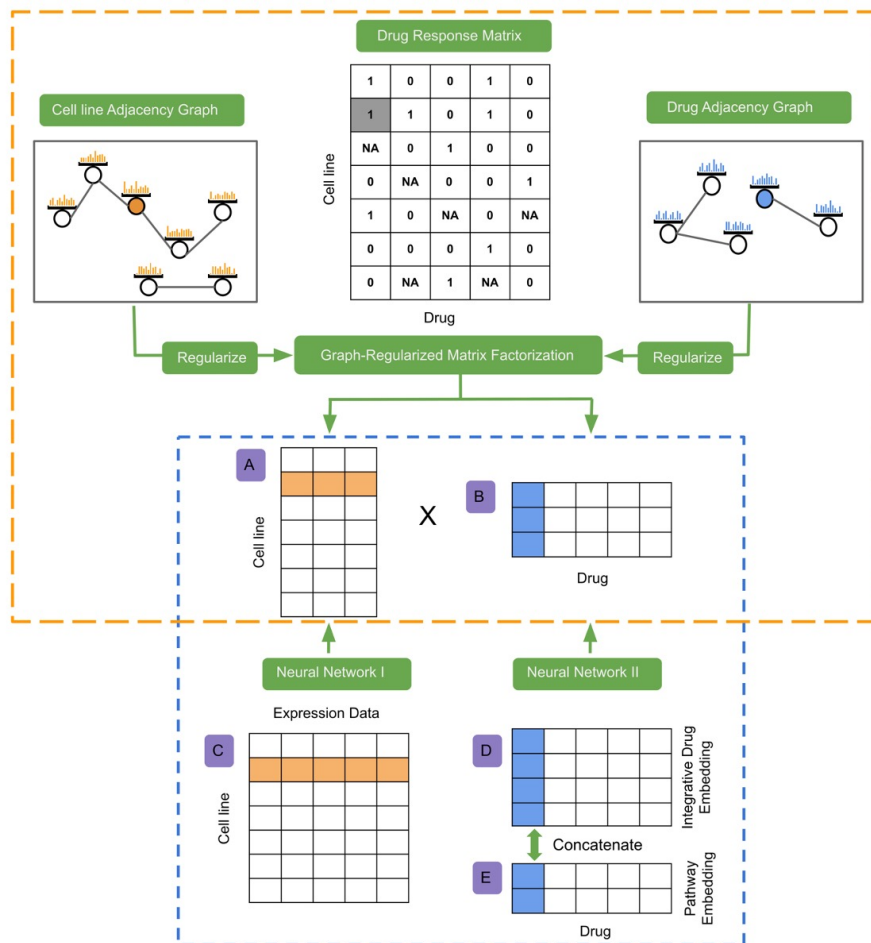 Drug Response Matrix
Cell line Adjacency Graph
Drug Adjacency Graph
Cell line
1 0 0 1 0
1 1 0 1 0
NA 0 1 0 0
0 NA 0 0 1
1 0 NA 0 NA
0 0 0 1 0
0 NA 1 NA 0
Drug
Regularize
Graph-Regularized Matrix Factorization
Regularize
A
Cell line
X
B
Drug
Neural Network I
Neural Network II
Expression Data
C
Cell line
D
Integrative Drug
Embedding
Concatenate
E
Pathway
Embedding
Drug